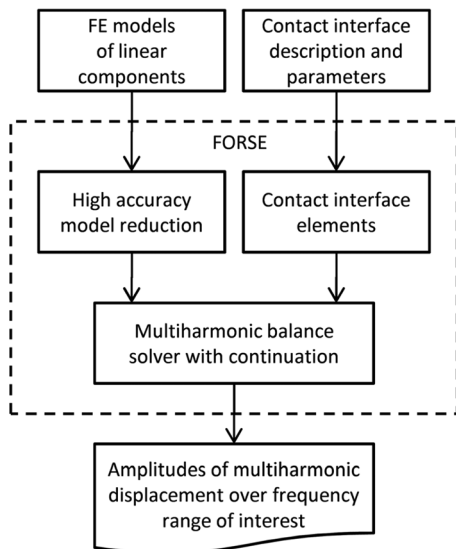 FE models
of linear
components
Contact interface
description and
parameters
FORSE
High accuracy
model reduction
Contact interface
elements
Multiharmonic balance
solver with continuation
Amplitudes of multiharmonic
displacement over frequency
range of interest